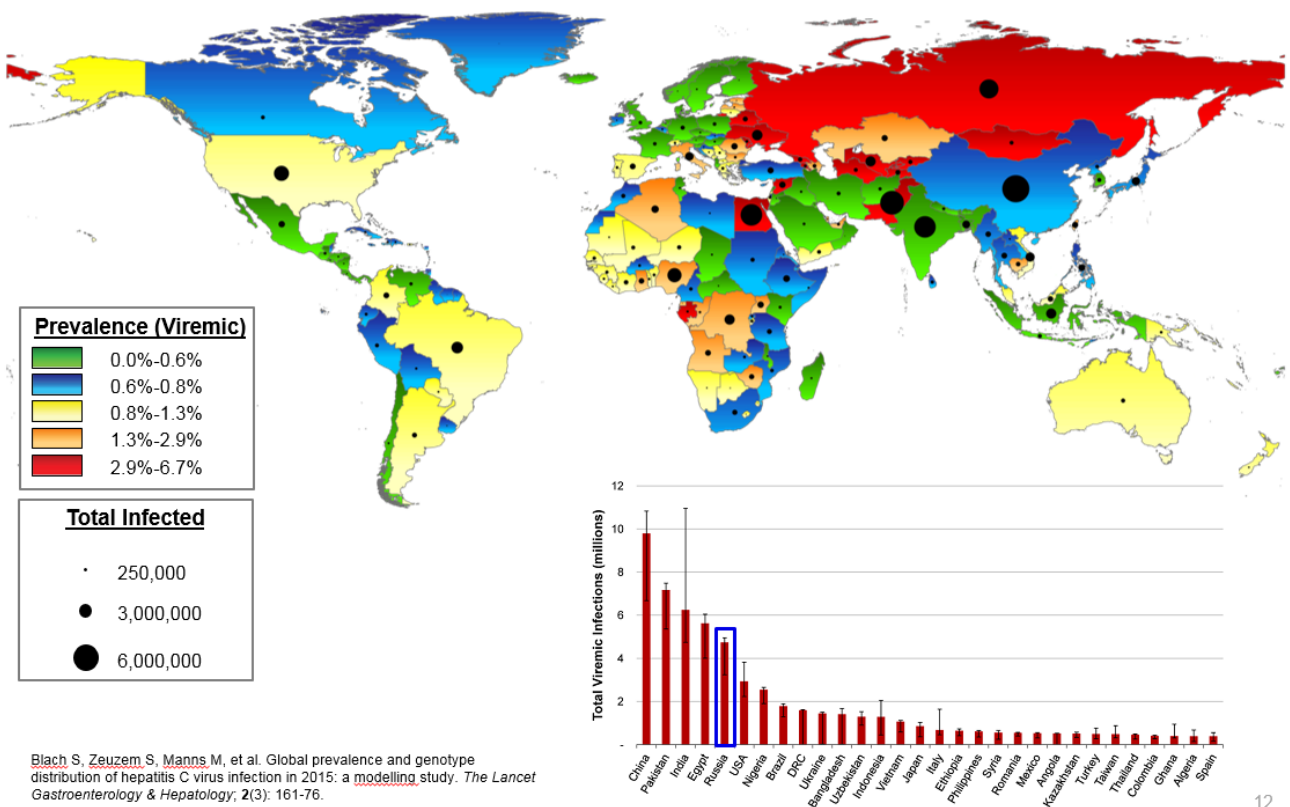 Prevalence (Viremic)
0.0%-0.6%
0.6%-0.8%
0.8%-1.3%
1.3%-2.9%
2.9%-6.7%
Total Infected
250,000
3,000,000
6,000,000
Total Viremic Infections (millions)
12
10
8
6
4
2
-
China
Pakistan
India
Egypt
Russia
USA
Nigeria
Brazil
DRC
Ukraine
Bangladesh
Uzbekistan
Indonesia
Vietnam
Japan
Italy
Ethiopia
Philippines
Syria
Romania
Mexico
Angola
Kazakhstan
Turkey
Taiwan
Thailand
Colombia
Ghana
Algeria
Spain
Blach S, Zeuzem S, Manns M, et al. Global prevalence and genotype
distribution of hepatitis C virus infection in 2015: a modelling study. The Lancet
Gastroenterology & Hepatology; 2(3): 161-76.
12